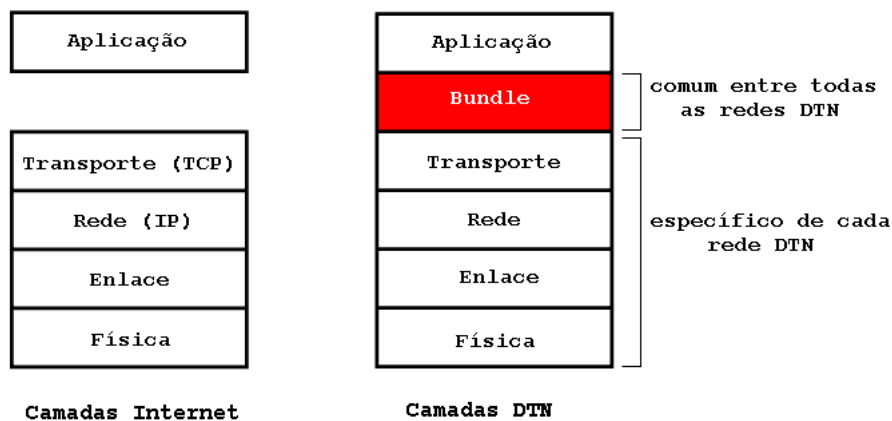 Aplicação
Transporte (TCP)
Rede (IP)
Enlace
Física
Camadas Internet
Aplicação
Bundle
Transporte
Rede
Enlace
Física
Camadas DTN
comum entre todas
as redes DTN
específico de cada
rede DTN